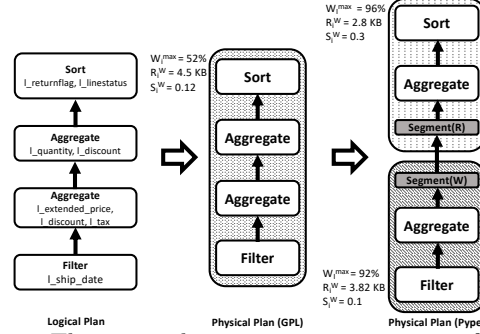 Sort
l_returnflag, l_linestatus
Aggregate
l_quantity, l_discount
Aggregate
l_extended_price,
l_discount, l_tax
Filter
l_ship_date
Logical Plan
W_i^max = 52%
R_i^W = 4.5 KB
S_i^W = 0.12
Sort
Aggregate
Aggregate
Filter
Physical Plan (GPL)
W_i^max = 96%
R_i^W = 2.8 KB
S_i^W = 0.3
Sort
Aggregate
Segment(R)
Segment(W)
Aggregate
Filter
W_i^max = 92%
R_i^W = 3.82 KB
S_i^W = 0.1
Physical Plan (Pype